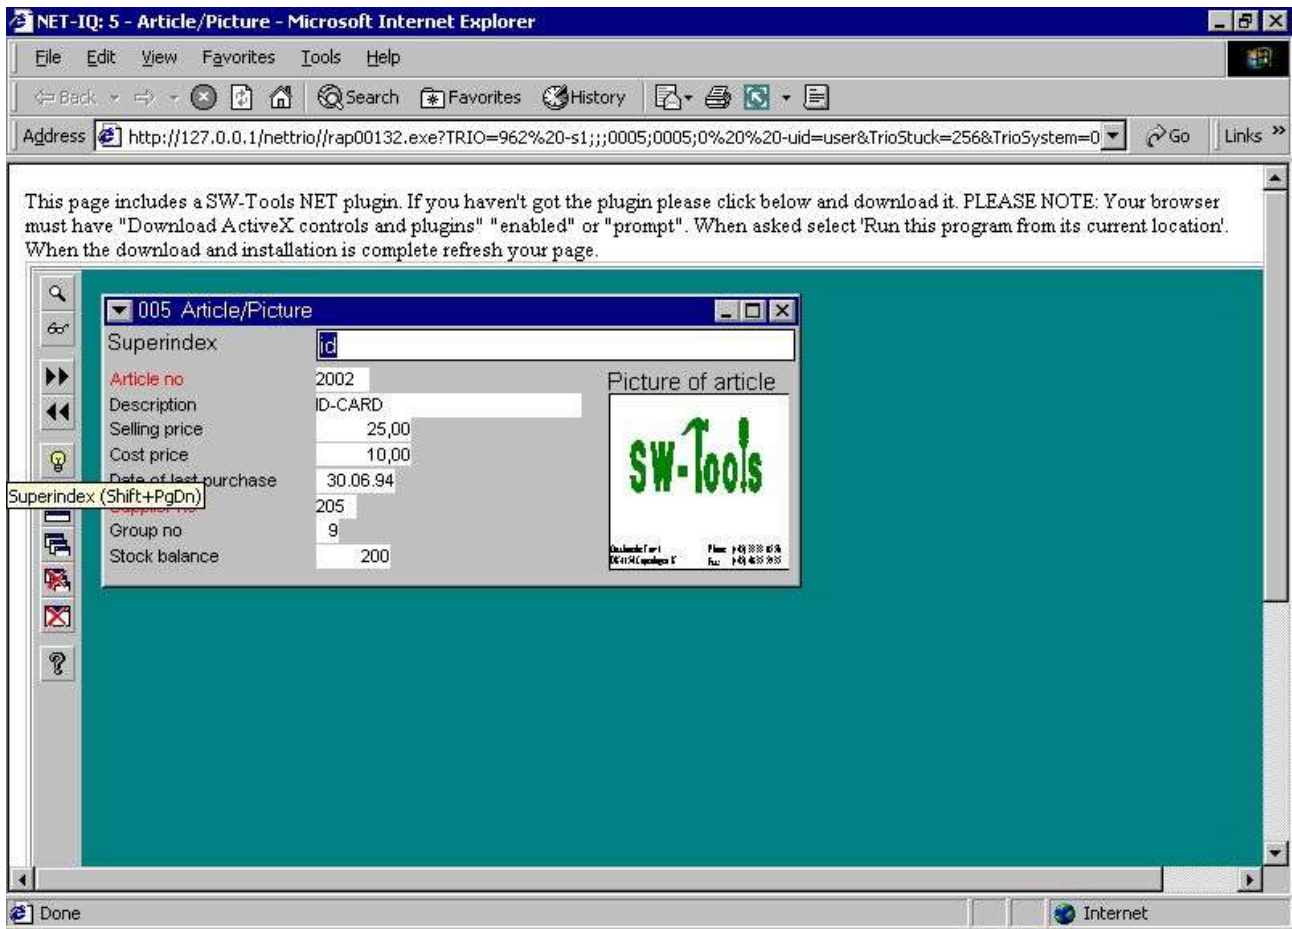 NET-IQ: 5 - Article/Picture - Microsoft Internet Explorer
File Edit View Favorites Tools Help
Back Search Favorites History
Address http://127.0.0.1/nettrio//rap00132.exe?TRIO=962%20-s1;;;0005;0005;0%20%20-uid=user&TrioStuck=256&TrioSystem=0 Go Links »
This page includes a SW-Tools NET plugin. If you haven't got the plugin please click below and download it. PLEASE NOTE: Your browser
must have "Download ActiveX controls and plugins" "enabled" or "prompt". When asked select 'Run this program from its current location'.
When the download and installation is complete refresh your page.
005 Article/Picture
Superindex id
Article no 2002
Picture of article
Description ID-CARD
Selling price 25,00
Cost price 10,00
SW-Tools
Date of last purchase 30.06.94
Superindex (Shift+PgDn)
205
Group no 9
Stock balance 200
Done Internet